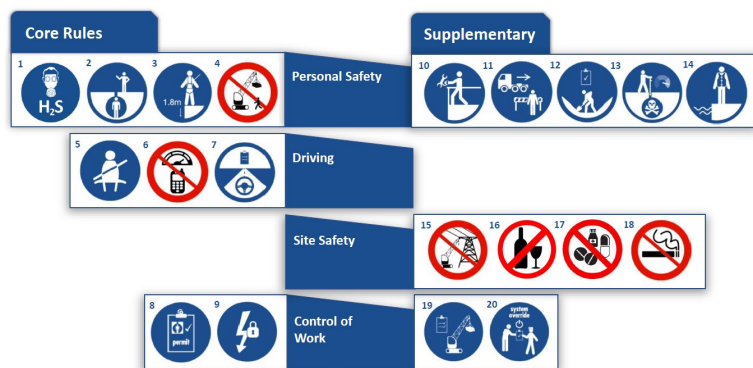 Core Rules
Supplementary
1 2 3 4
H₂S
1.8m
Personal Safety
10 11 12 13 14
5 6 7
Driving
Site Safety
15 16 17 18
8 9
permit
Control of
Work
19 20
system
override